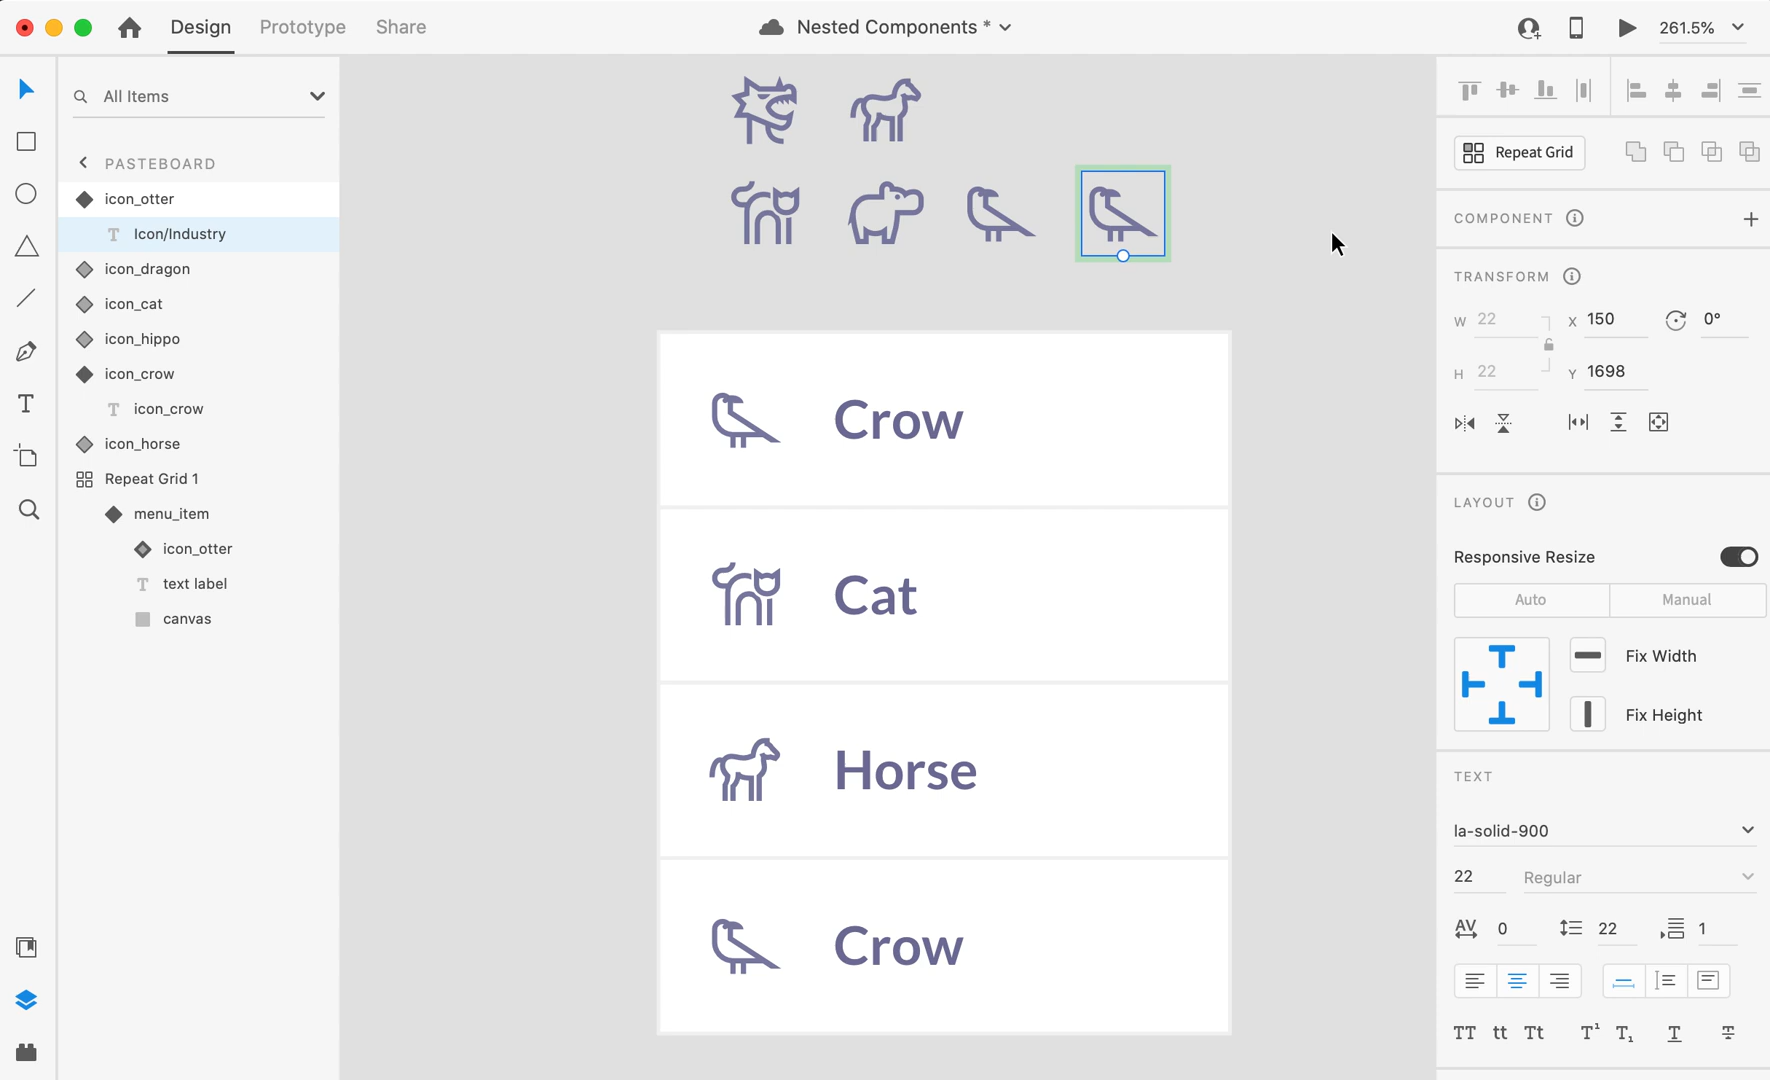 Design
Prototype
Share
Nested Components *
261.5%
All Items
PASTEBOARD
icon_otter
Icon/Industry
icon_dragon
icon_cat
icon_hippo
icon_crow
icon_crow
icon_horse
Repeat Grid 1
menu_item
icon_otter
text label
canvas
Crow
Cat
Horse
Crow
Repeat Grid
COMPONENT
TRANSFORM
W 22 X 150 0°
H 22 Y 1698
LAYOUT
Responsive Resize
Auto Manual
Fix Width
Fix Height
TEXT
la-solid-900
22 Regular
AV 0 22 1
TT tt Tt T¹ T₁ T T